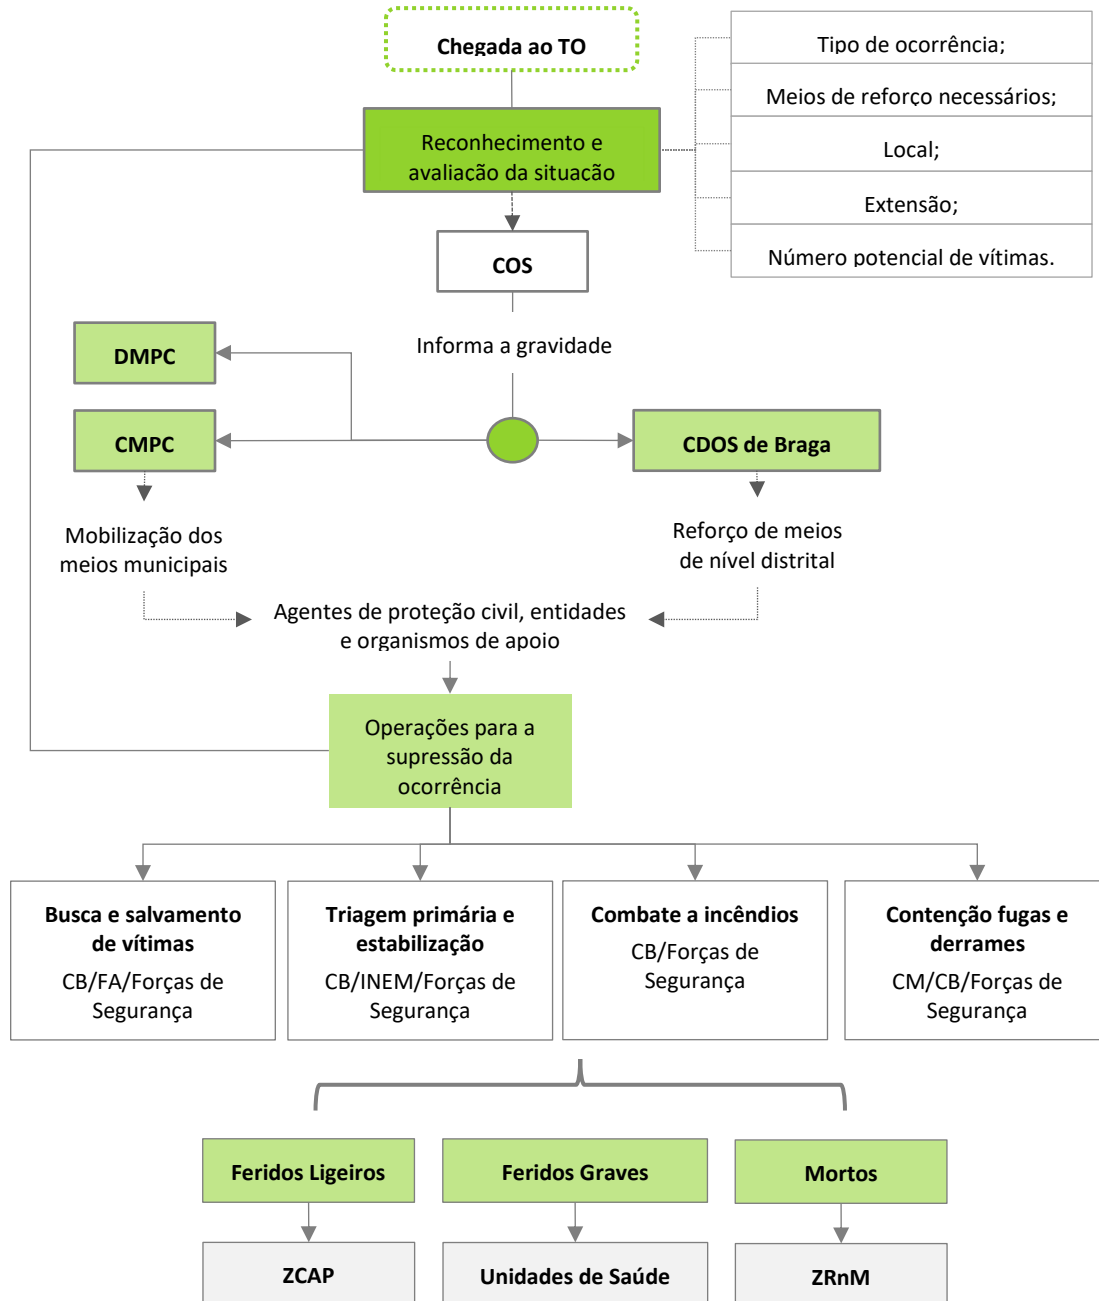 Chegada ao TO
Tipo de ocorrência;
Meios de reforço necessários;
Local;
Extensão;
Número potencial de vítimas.
Reconhecimento e
avaliação da situação
COS
Informa a gravidade
DMPC
CMPC
CDOS de Braga
Mobilização dos
meios municipais
Reforço de meios
de nível distrital
Agentes de proteção civil, entidades
e organismos de apoio
Operações para a
supressão da
ocorrência
Busca e salvamento
de vítimas
CB/FA/Forças de
Segurança
Triagem primária e
estabilização
CB/INEM/Forças de
Segurança
Combate a incêndios
CB/Forças de
Segurança
Contenção fugas e
derrames
CM/CB/Forças de
Segurança
Feridos Ligeiros
Feridos Graves
Mortos
ZCAP
Unidades de Saúde
ZRnM